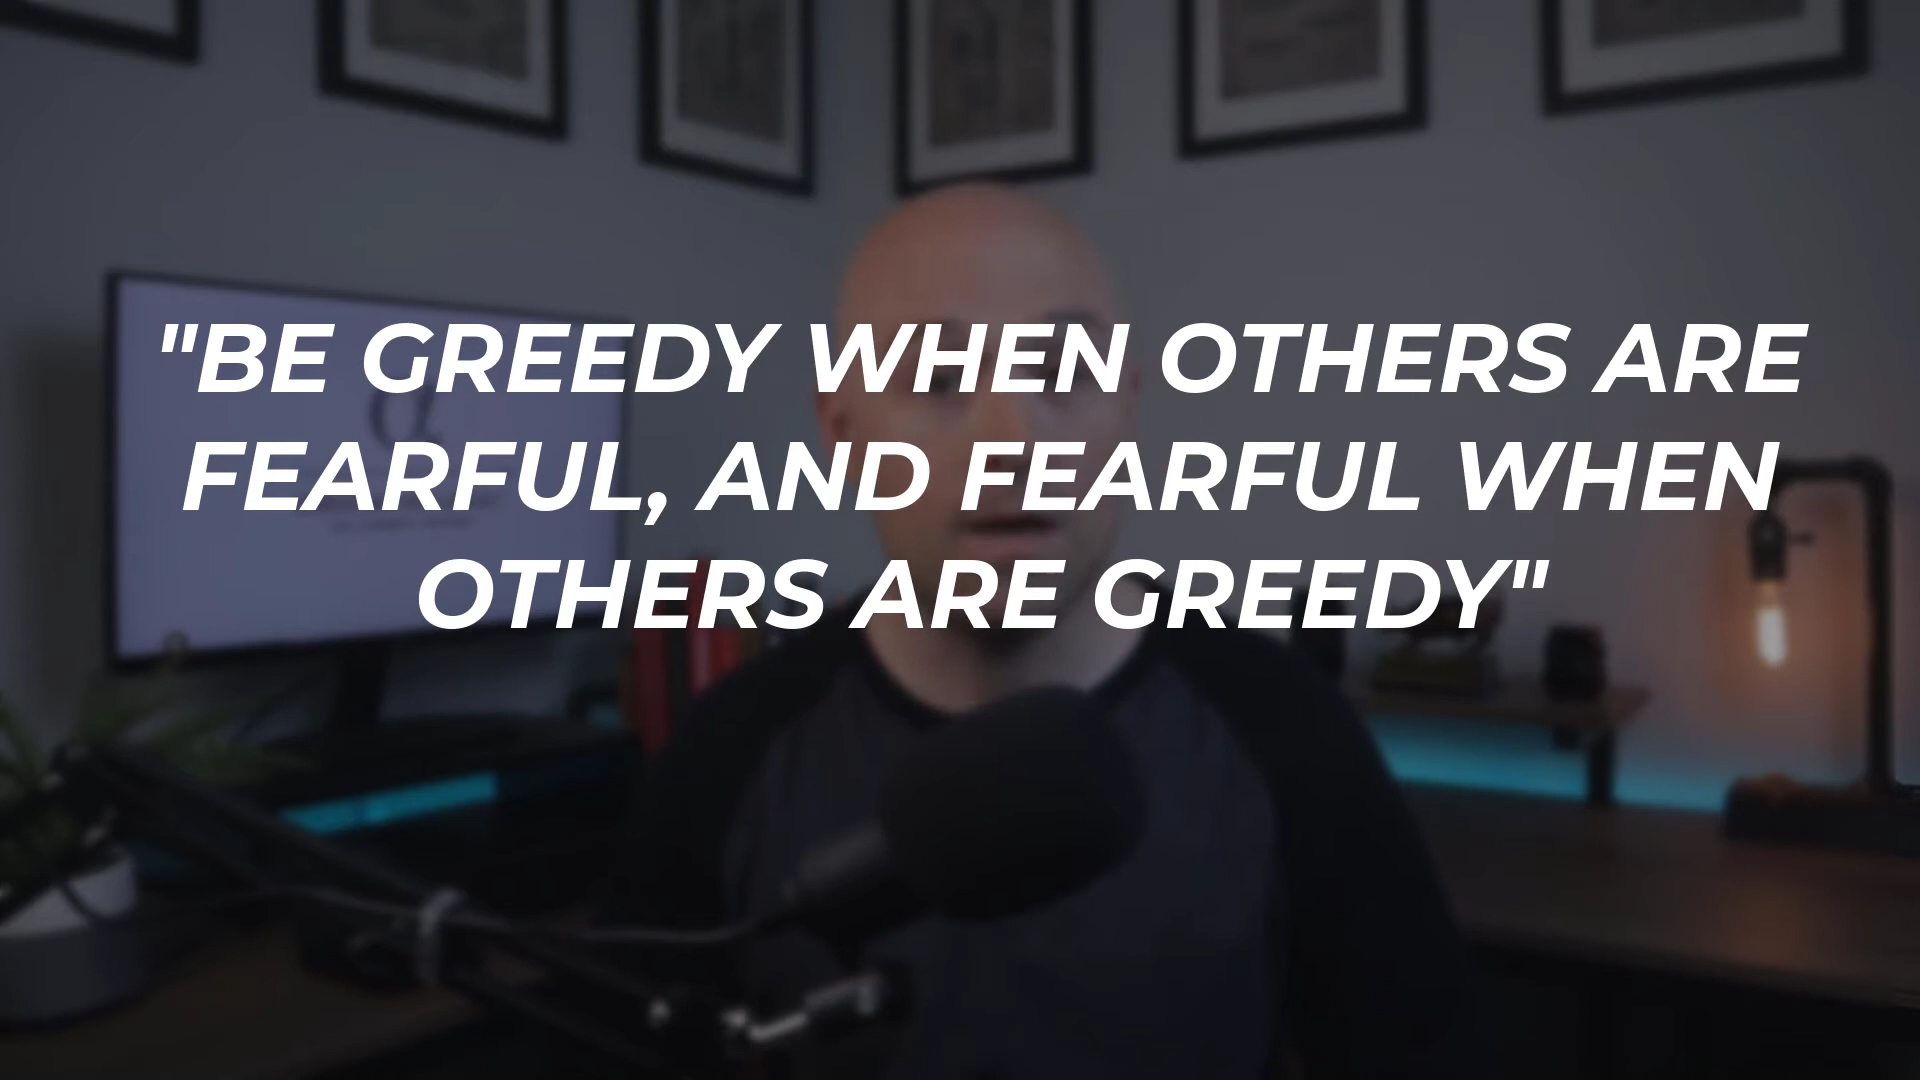 "BE GREEDY WHEN OTHERS ARE
FEARFUL, AND FEARFUL WHEN
OTHERS ARE GREEDY"